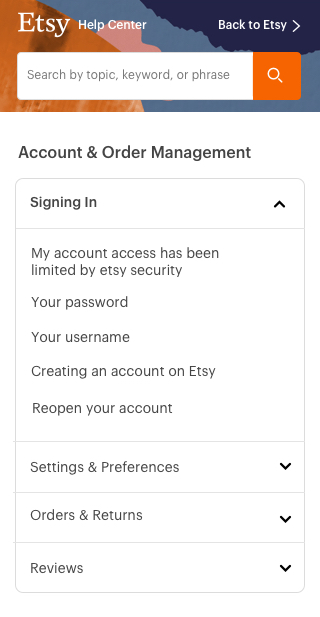 Etsy Help Center Back to Etsy
Search by topic, keyword, or phrase
Account & Order Management
Signing In
My account access has been
limited by etsy security
Your password
Your username
Creating an account on Etsy
Reopen your account
Settings & Preferences
Orders & Returns
Reviews